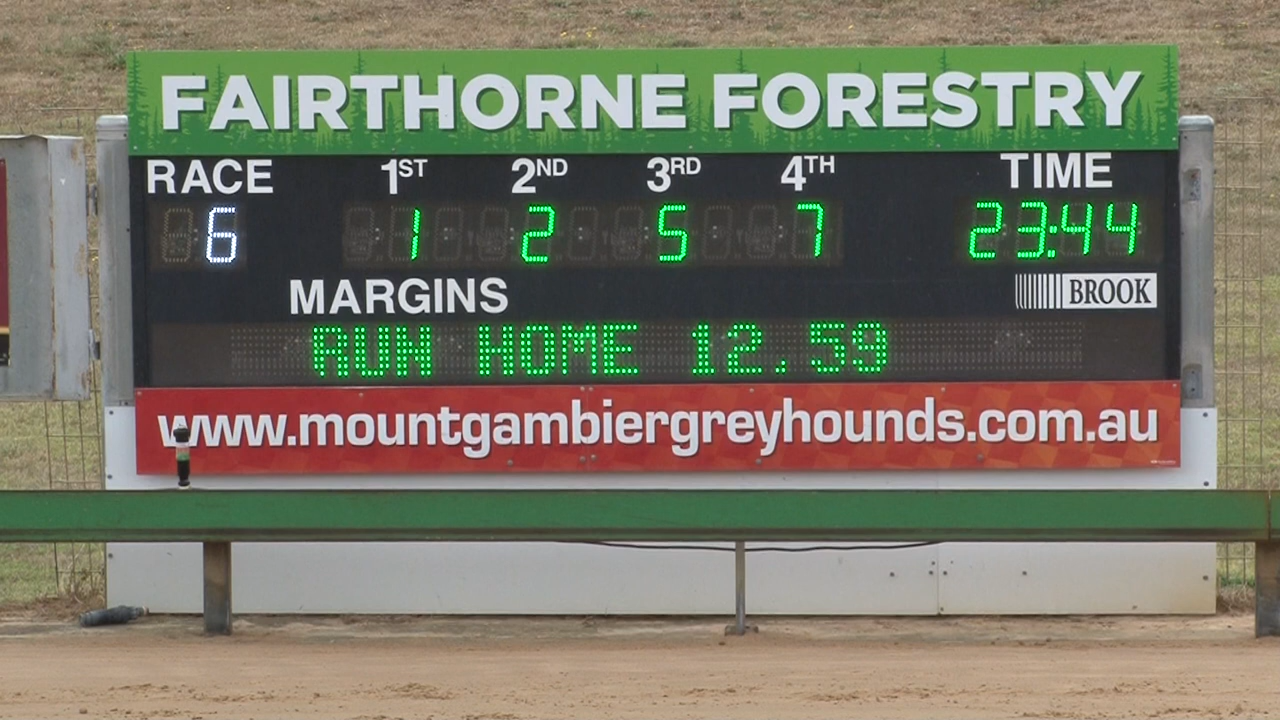 FAIRTHORNE FORESTRY
RACE 1ST 2ND 3RD 4TH TIME
6 1 2 5 7 23:44
MARGINS
BROOK
RUN HOME 12.59
www.mountgambiergreyhounds.com.au